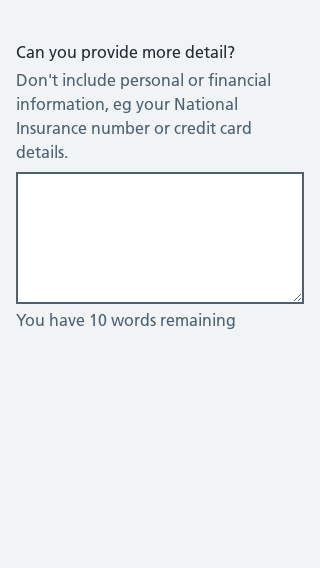 Can you provide more detail?
Don't include personal or financial
information, eg your National
Insurance number or credit card
details.
You have 10 words remaining